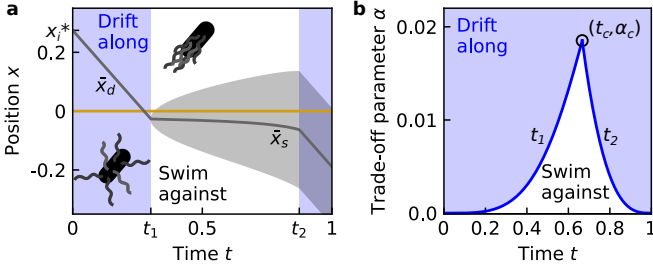 a
Drift
along
x_i*
0.2
x̄_d
0
x̄_s
-0.2
Swim
against
Position x
0
t_1
0.5
t_2
1
Time t
b
Drift
along
(t_c,α_c)
0.02
0.01
0.0
t_1
t_2
Swim
against
Trade-off parameter α
0
0.2
0.4
0.6
0.8
1
Time t